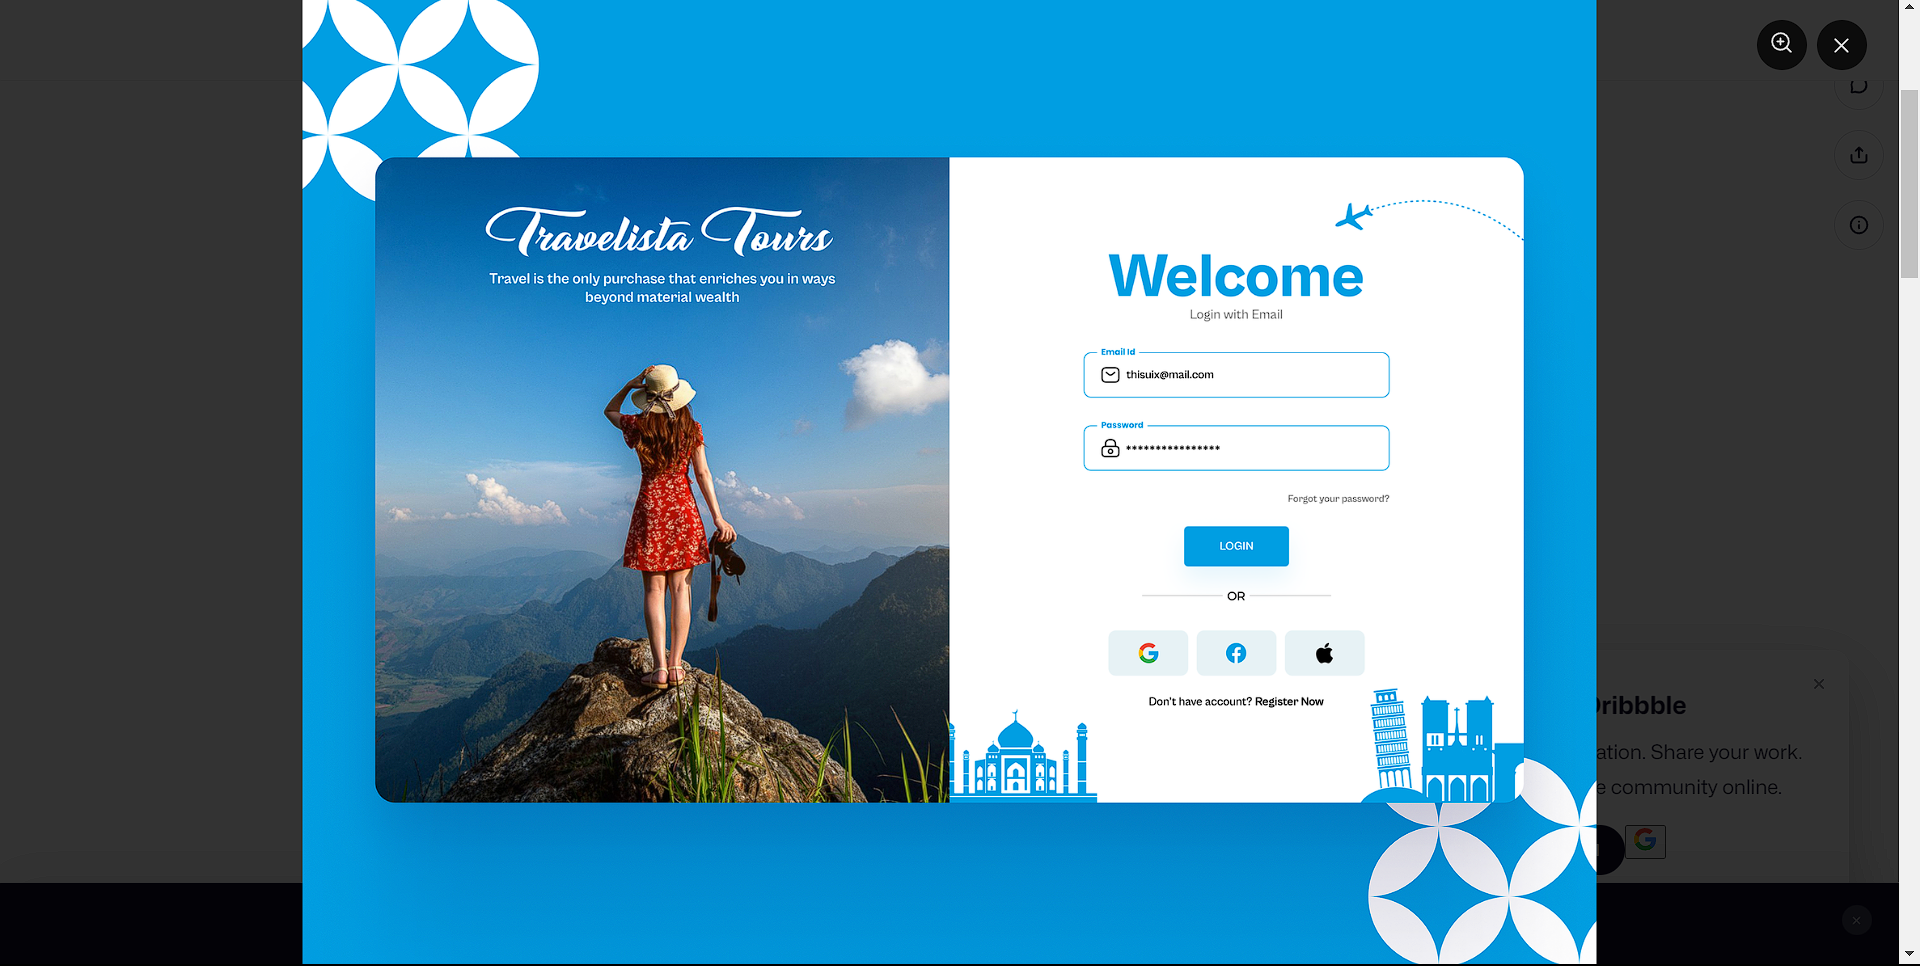 Travelista Tours
Travel is the only purchase that enriches you in ways
beyond material wealth
Welcome
Login with Email
Email Id
thisuix@mail.com
Password
****************
Forgot your password?
LOGIN
OR
Don't have account? Register Now
Dribbble
ation. Share your work.
e community online.